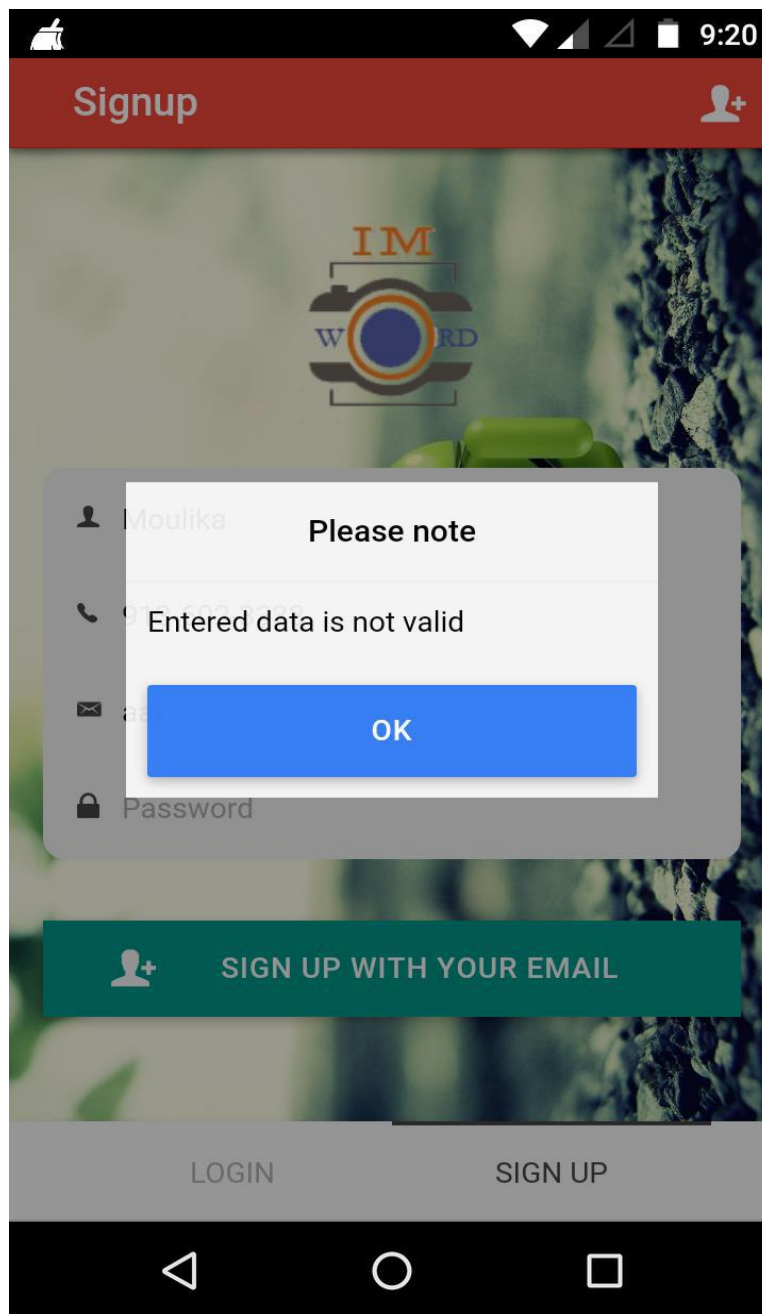 9:20
Signup
IM
W RD
Moulika
Please note
Entered data is not valid
OK
Password
SIGN UP WITH YOUR EMAIL
LOGIN
SIGN UP